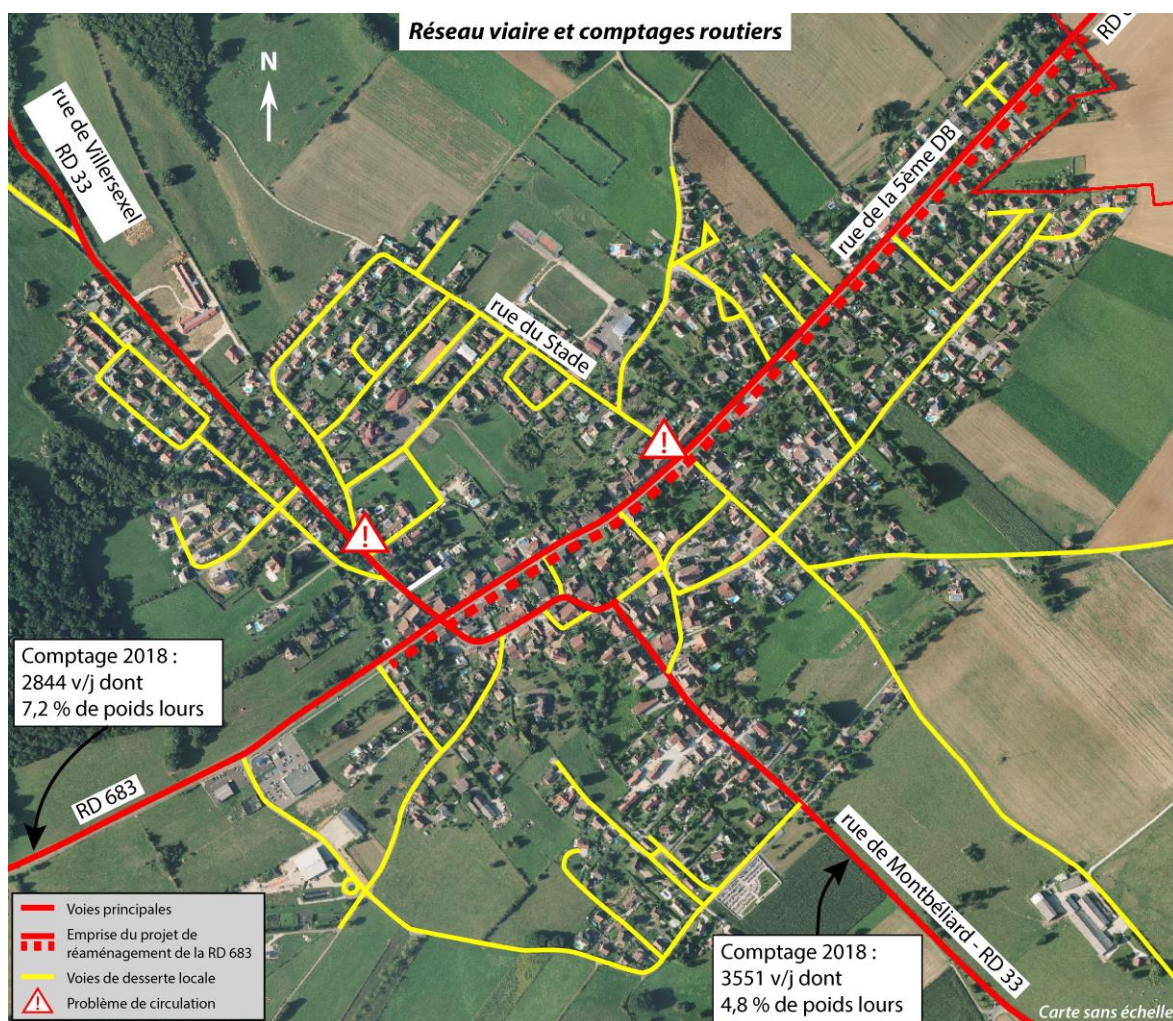 Réseau viaire et comptages routiers
N
rue de Villersexel
RD 33
rue de la 5ème DB
rue du Stade
Comptage 2018 :
2844 v/j dont
7,2 % de poids lours
RD 683
rue de Montbéliard - RD 33
Comptage 2018 :
3551 v/j dont
4,8 % de poids lours
Voies principales
Emprise du projet de
réaménagement de la RD 683
Voies de desserte locale
Problème de circulation
Carte sans échelle